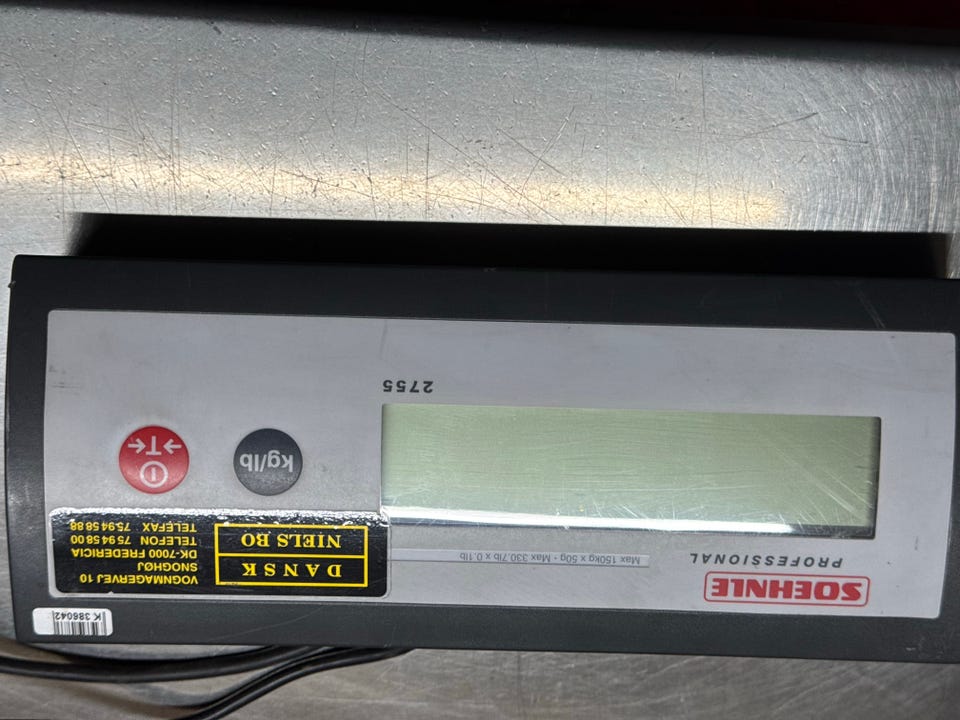 SOEHNLE
PROFESSIONAL
Max 150kg x 50g - Max 330.7lb x 0.1lb
DANSK
NIELS BO
VOGNMAGERVEJ 10
SNOGHØJ
DK-7000 FREDERICIA
TELEFON 75 94 58 00
TELEFAX 75 94 58 88
K 386042
kg/lb
T
2755